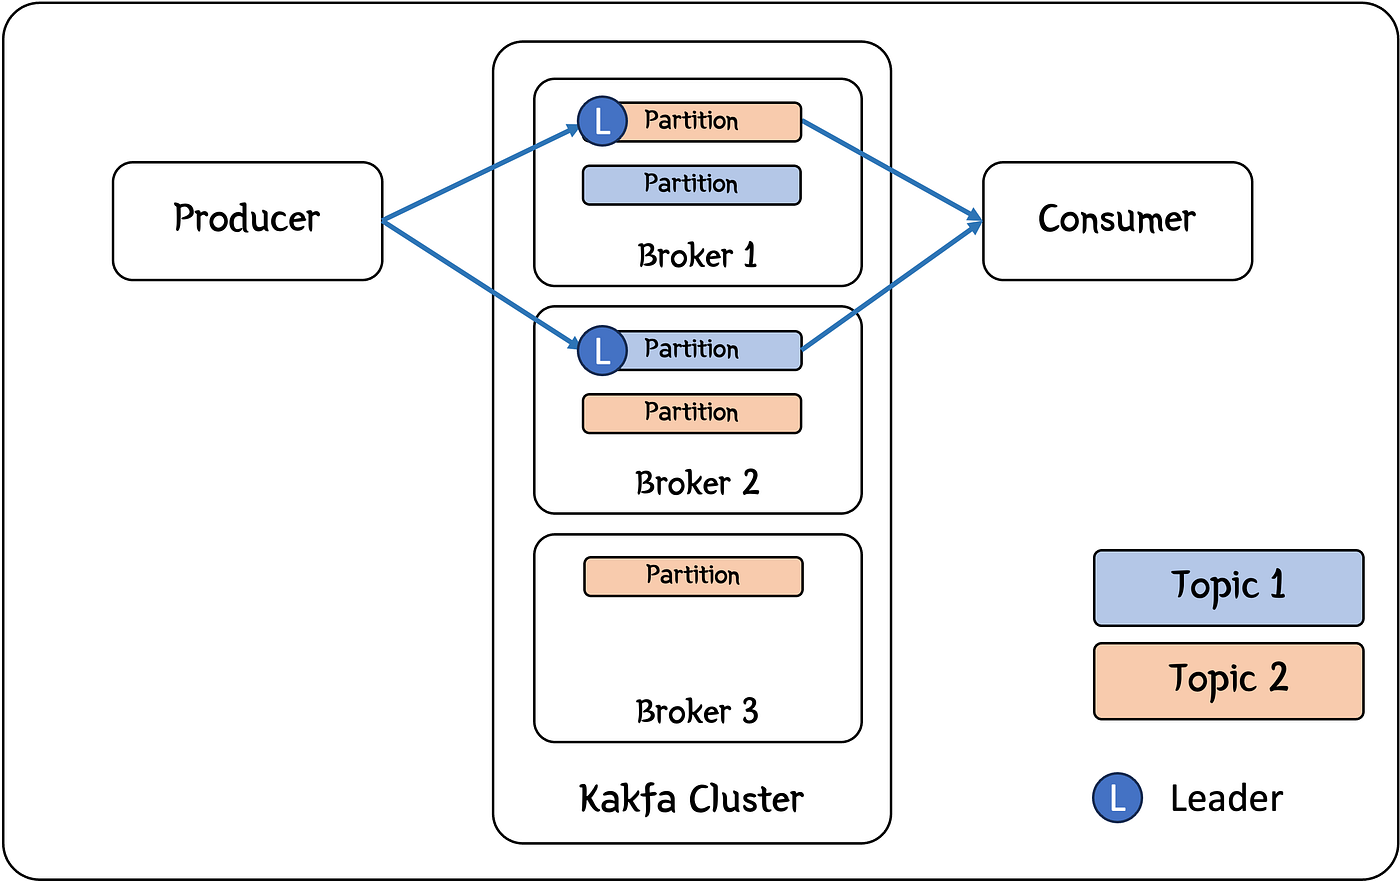 L Partition
Partition
Broker 1
Producer
Consumer
L Partition
Partition
Broker 2
Partition
Broker 3
Kakfa Cluster
Topic 1
Topic 2
L Leader